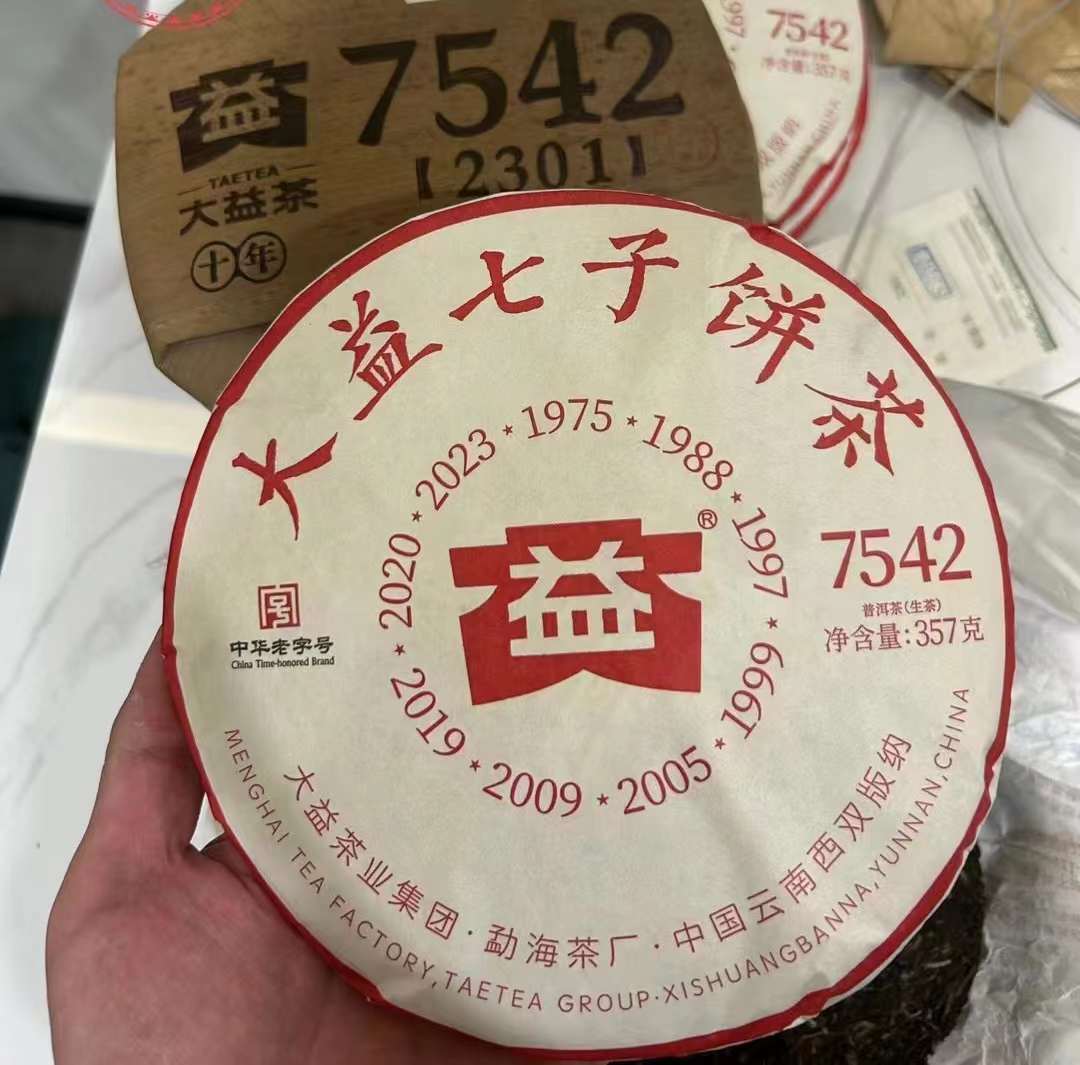 益
TAETEA
大益茶
十年
7542
【2301】
1997
7542
净含量:357克
大益七子饼茶
1975★1988★1997★1999★2005★2009★2019★2020★2023★
益®
7542
普洱茶(生茶)
净含量:357克
中华老字号
China Time-honored Brand
大益茶业集团·勐海茶厂·中国云南西双版纳
MENGHAI TEA FACTORY,TAETEA GROUP·XISHUANGBANNA,YUNNAN,CHINA